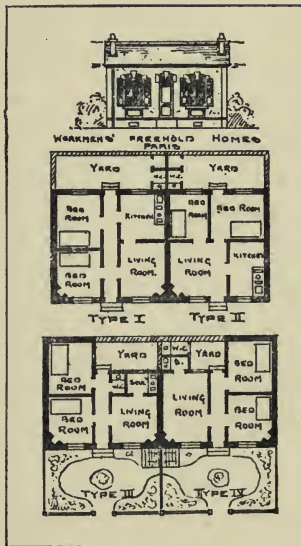 WORKMENS' FREEHOLD HOMES
PARIS
YARD YARD
W.C. W.C.
BED ROOM
KITCHEN
BED ROOM
BED ROOM
BED ROOM
LIVING ROOM.
LIVING ROOM
KITCHEN
TYPE I TYPE II
YARD W.C. YARD
BED ROOM
W.C.
SCUL
B.
BED ROOM
BED ROOM
LIVING ROOM
LIVING ROOM
BED ROOM
TYPE III TYPE IV